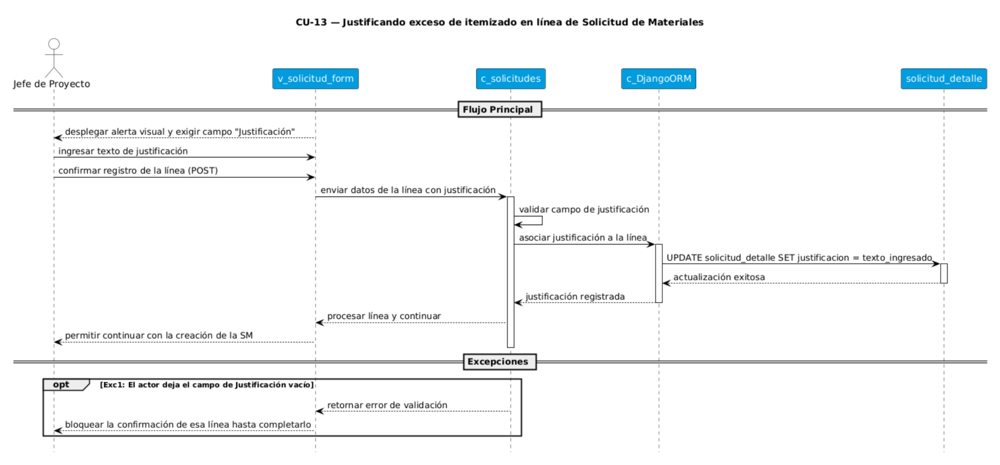 CU-13 — Justificando exceso de itemizado en línea de Solicitud de Materiales
Jefe de Proyecto
v_solicitud_form
c_solicitudes
c_DjangoORM
solicitud_detalle
Flujo Principal
desplegar alerta visual y exigir campo "Justificación"
ingresar texto de justificación
confirmar registro de la línea (POST)
enviar datos de la línea con justificación
validar campo de justificación
asociar justificación a la línea
UPDATE solicitud_detalle SET justificacion = texto_ingresado
actualización exitosa
justificación registrada
procesar línea y continuar
permitir continuar con la creación de la SM
Excepciones
opt
[Exc1: El actor deja el campo de Justificación vacío]
retornar error de validación
bloquear la confirmación de esa línea hasta completarlo